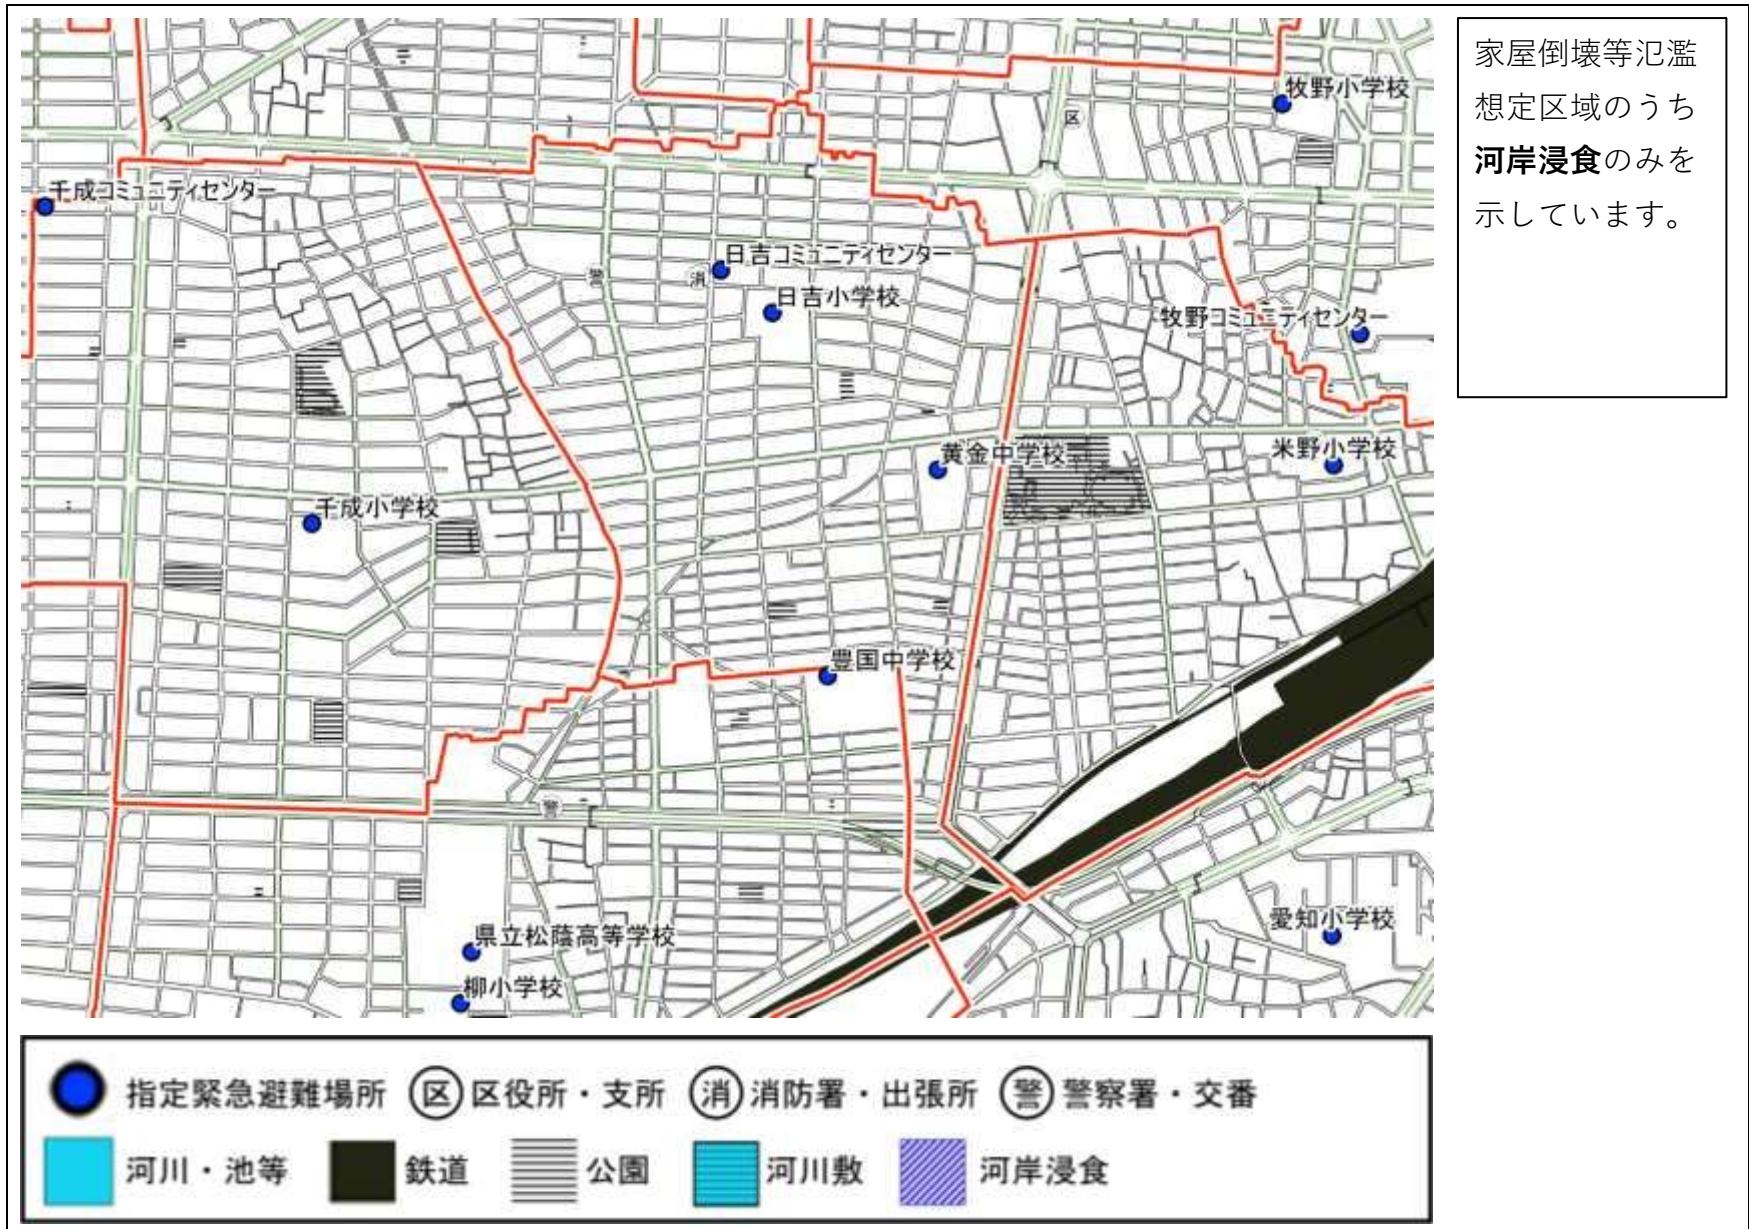 家屋倒壊等氾濫
想定区域のうち
河岸浸食のみを
示しています。
牧野小学校
区
千成コミュニティセンター
日吉コミュニティセンター
警
消
日吉小学校
牧野コミュニティセンター
黄金中学校
米野小学校
千成小学校
豊国中学校
警
愛知小学校
県立松蔭高等学校
柳小学校
指定緊急避難場所 区 区役所・支所 消 消防署・出張所 警 警察署・交番
河川・池等 鉄道 公園 河川敷 河岸浸食